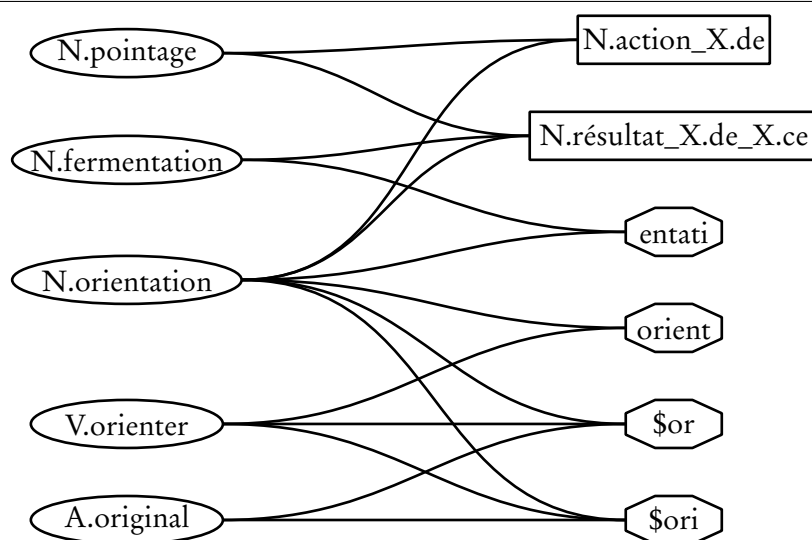 N.pointage
N.action_X.de
N.résultat_X.de_X.ce
N.fermentation
entati
N.orientation
orient
V.orienter
$or
A.original
$ori